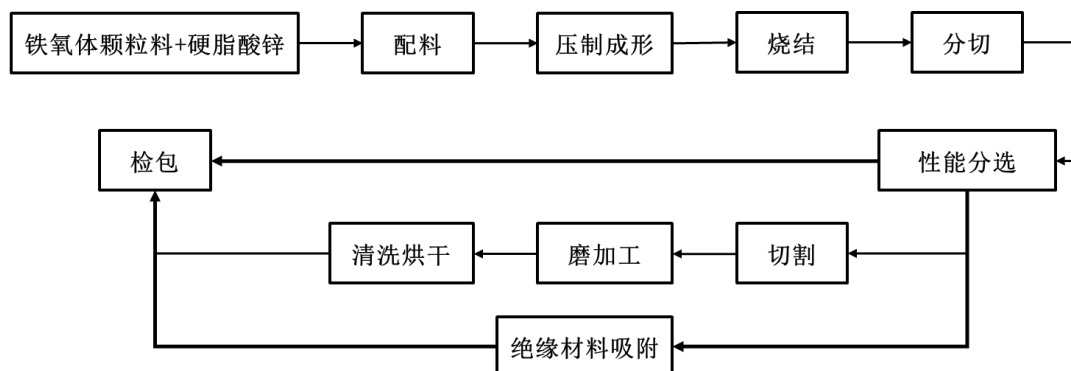 铁氧体颗粒料+硬脂酸锌
配料
压制成形
烧结
分切
检包
性能分选
清洗烘干
磨加工
切割
绝缘材料吸附